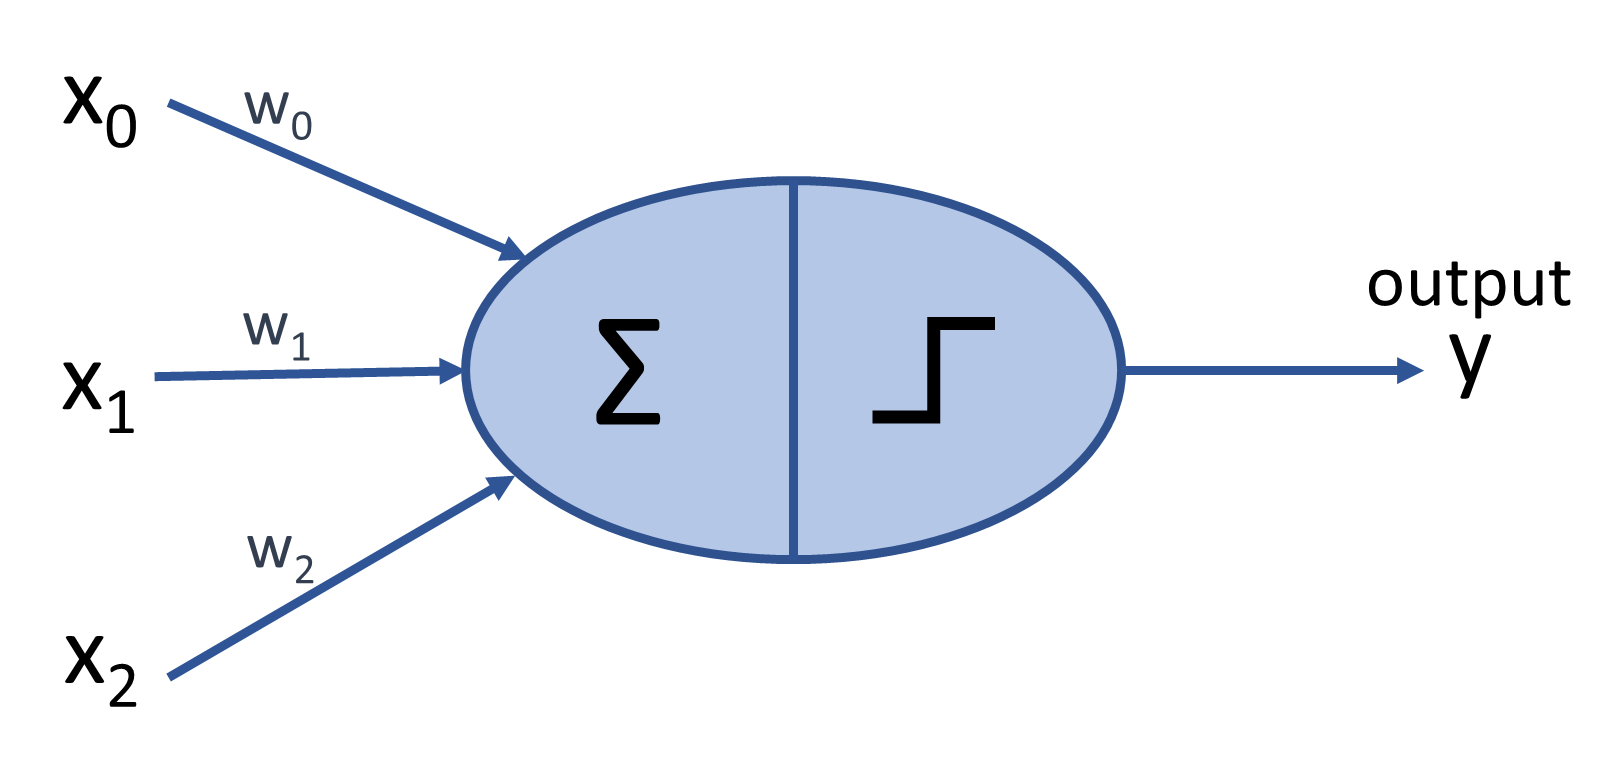 x₀
w₀
x₁
w₁
x₂
w₂
Σ
output
y